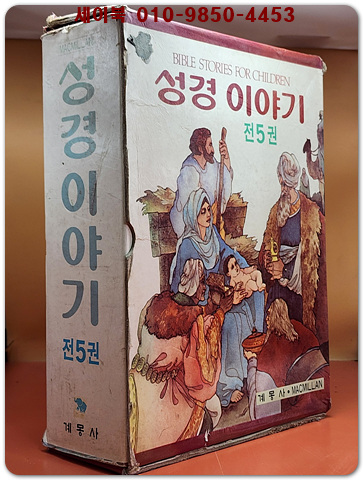 세어북 010-9850-4453
BIBLE STORIES FOR CHILDREN
성경 이야기
전5권
계몽사 • MACMILLAN
성경이야기
전5권
계몽사